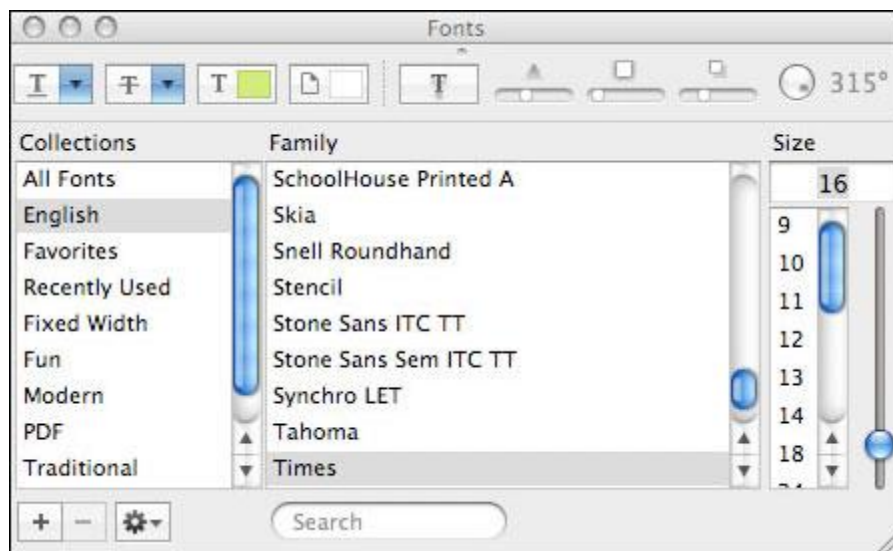 Fonts
T T T T 315°
Collections Family Size
16
All Fonts
English
Favorites
Recently Used
Fixed Width
Fun
Modern
PDF
Traditional
SchoolHouse Printed A
Skia
Snell Roundhand
Stencil
Stone Sans ITC TT
Stone Sans Sem ITC TT
Synchro LET
Tahoma
Times
9
10
11
12
13
14
18
Search